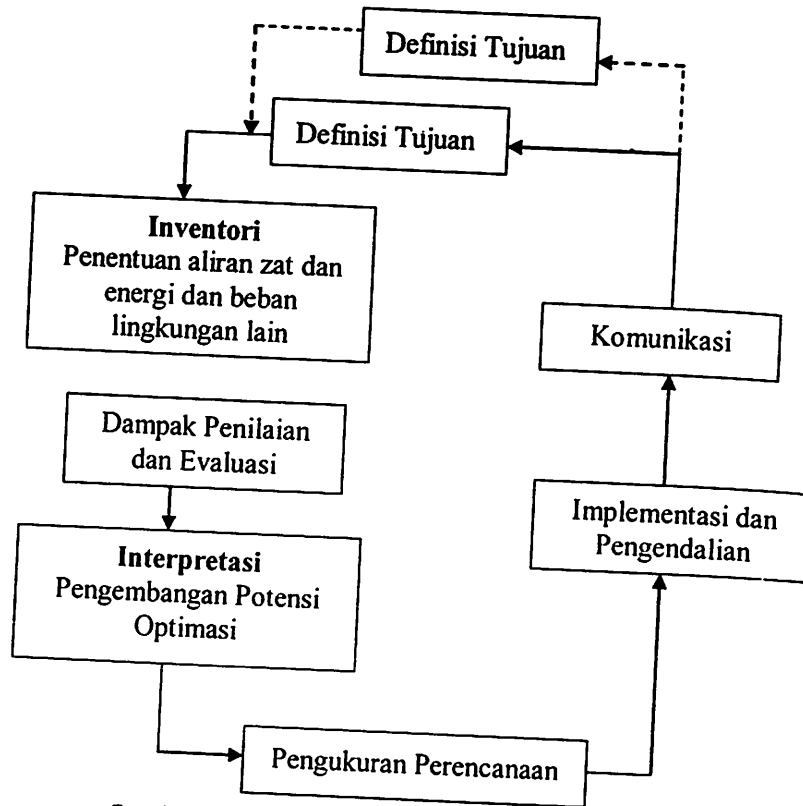 Definisi Tujuan
Definisi Tujuan
Inventori
Penentuan aliran zat dan
energi dan beban
lingkungan lain
Komunikasi
Dampak Penilaian
dan Evaluasi
Implementasi dan
Pengendalian
Interpretasi
Pengembangan Potensi
Optimasi
Pengukuran Perencanaan